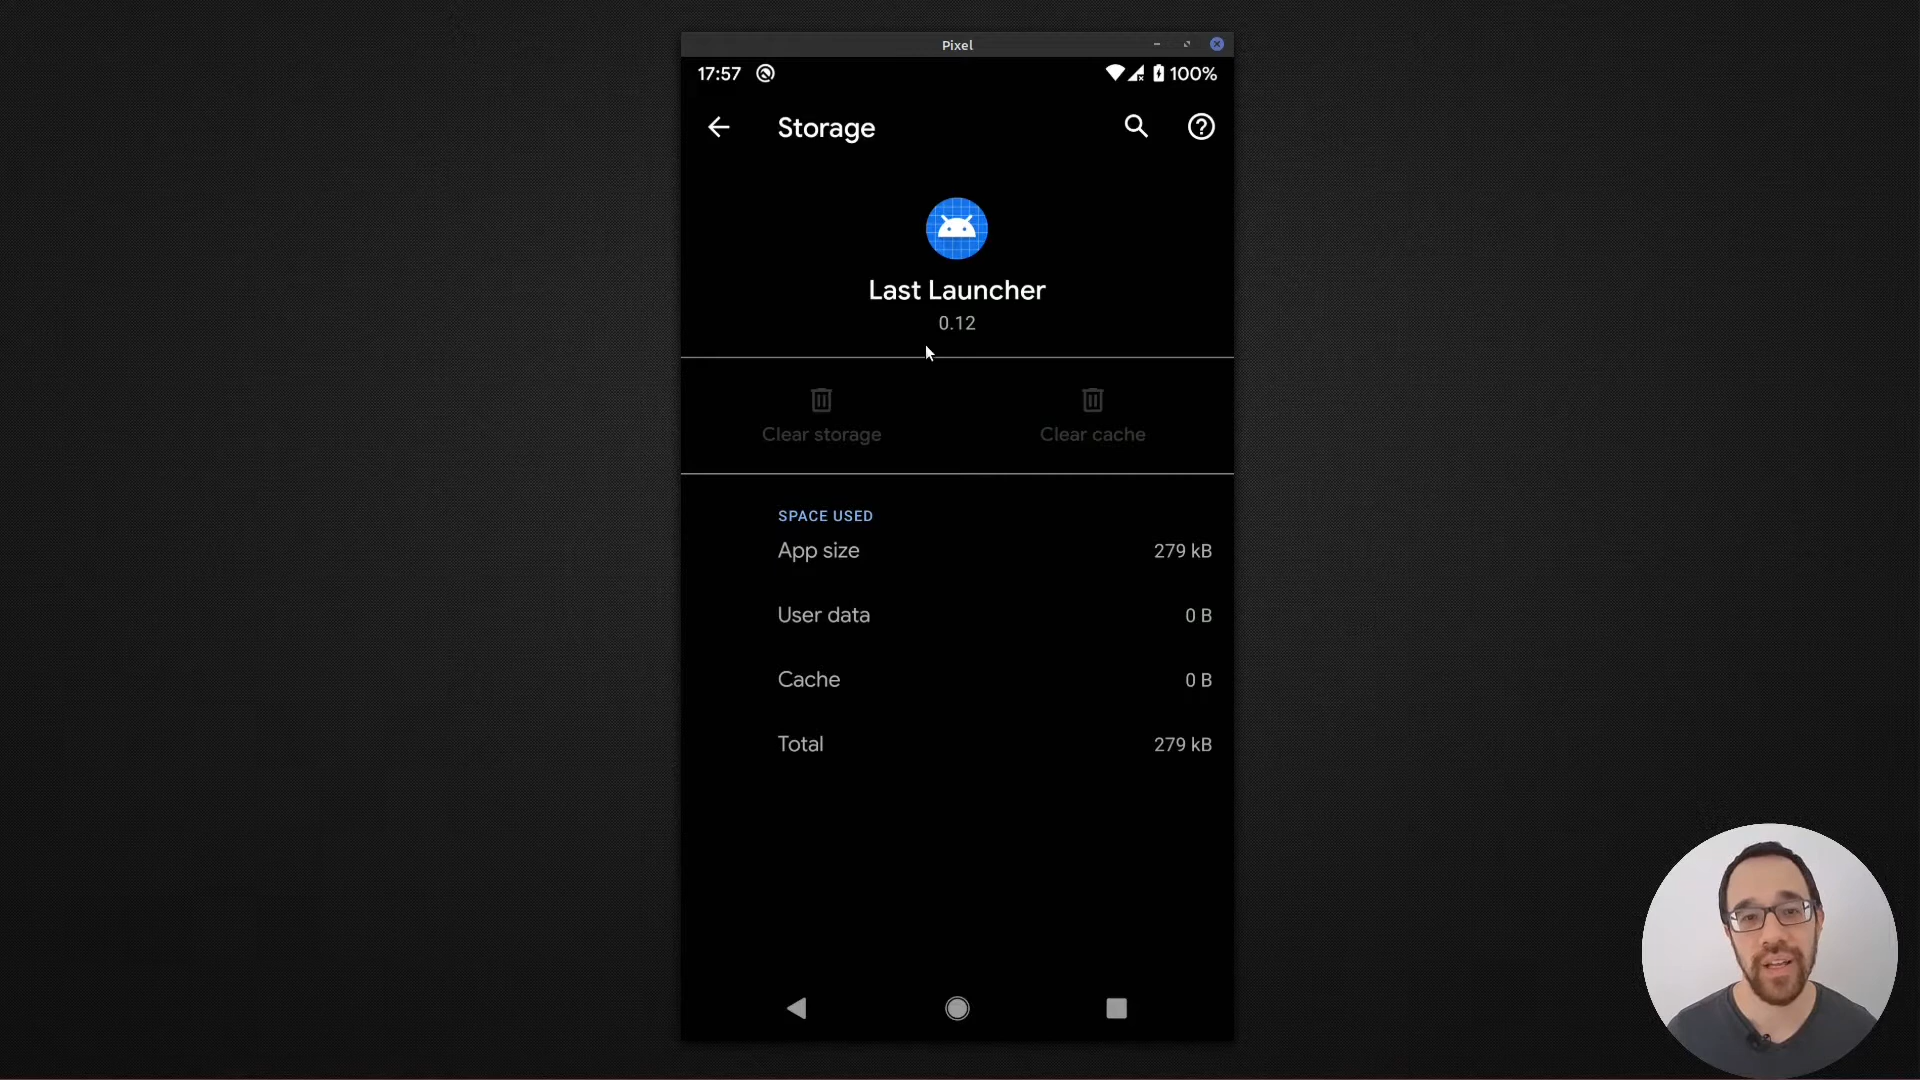 Pixel
17:57
100%
Storage
Last Launcher
0.12
Clear storage
Clear cache
SPACE USED
App size
279 kB
User data
0 B
Cache
0 B
Total
279 kB